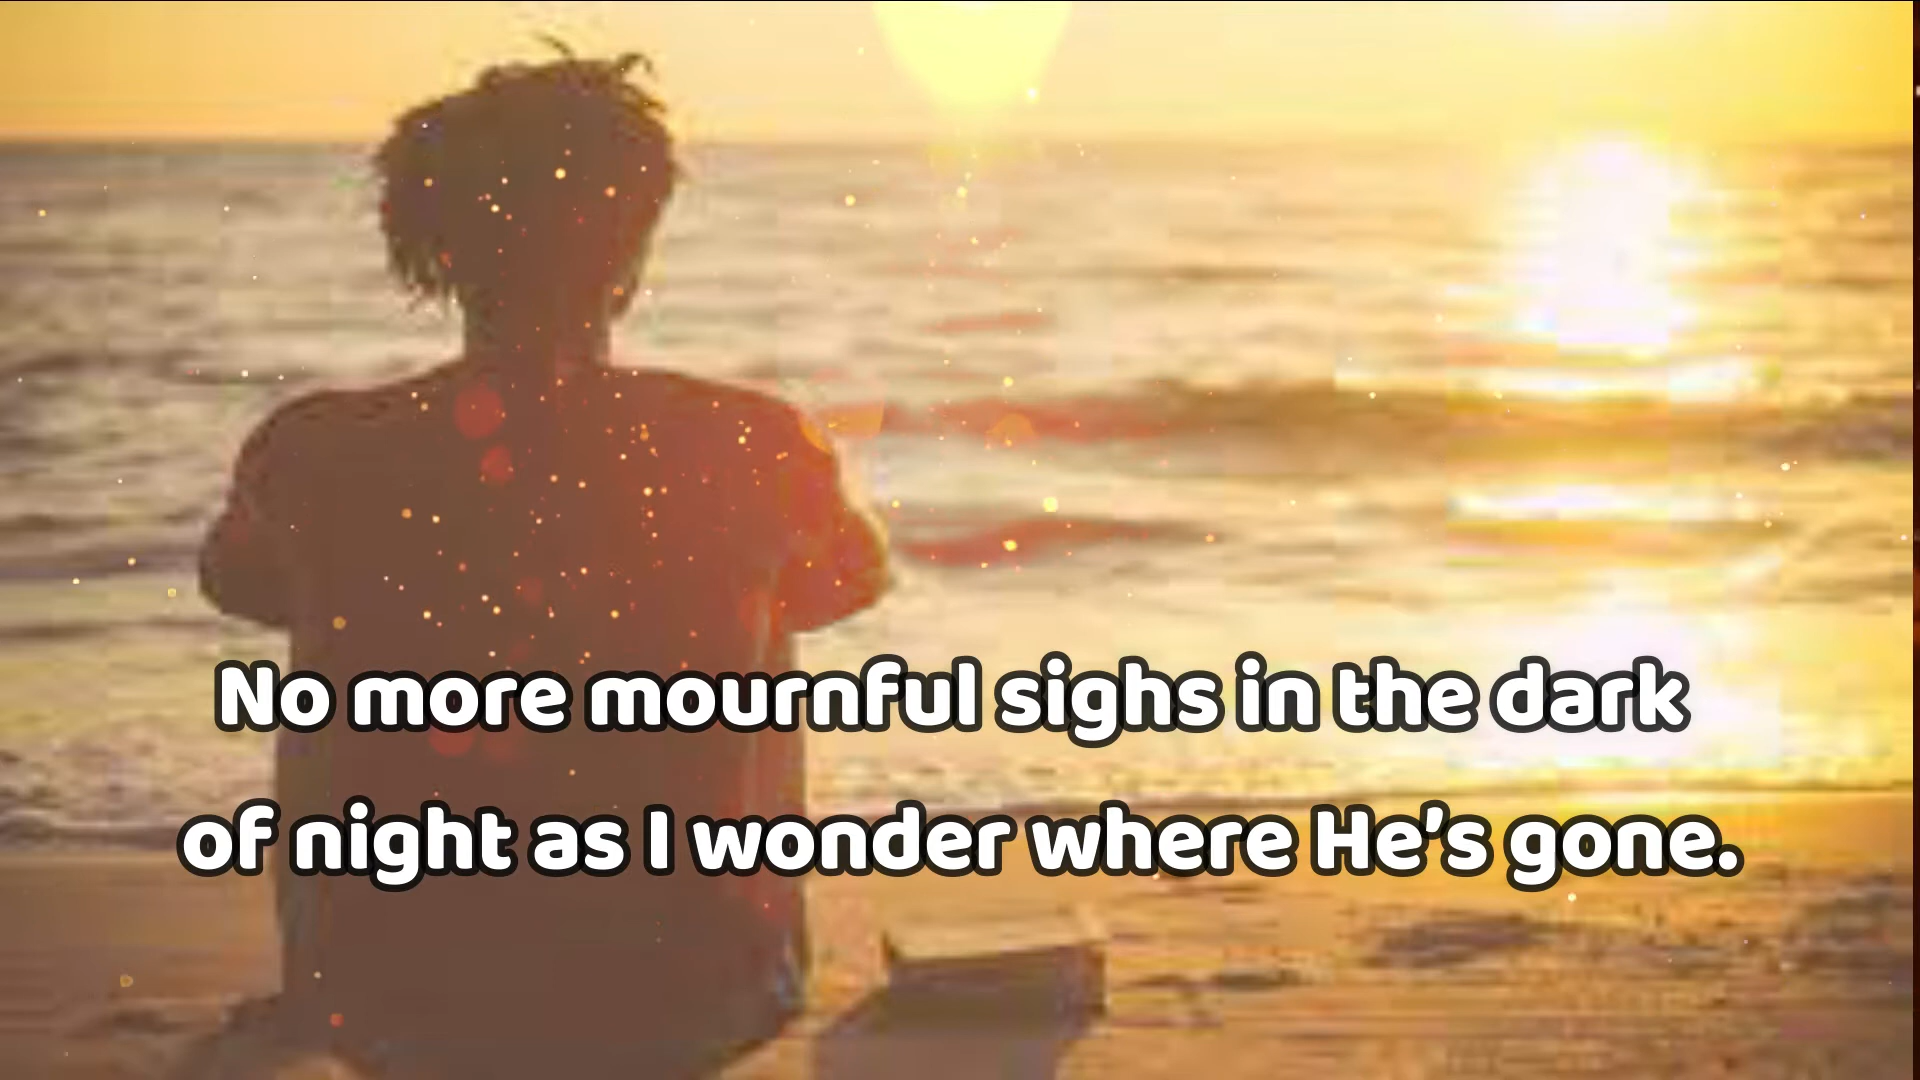 No more mournful sighs in the dark
of night as I wonder where He's gone.